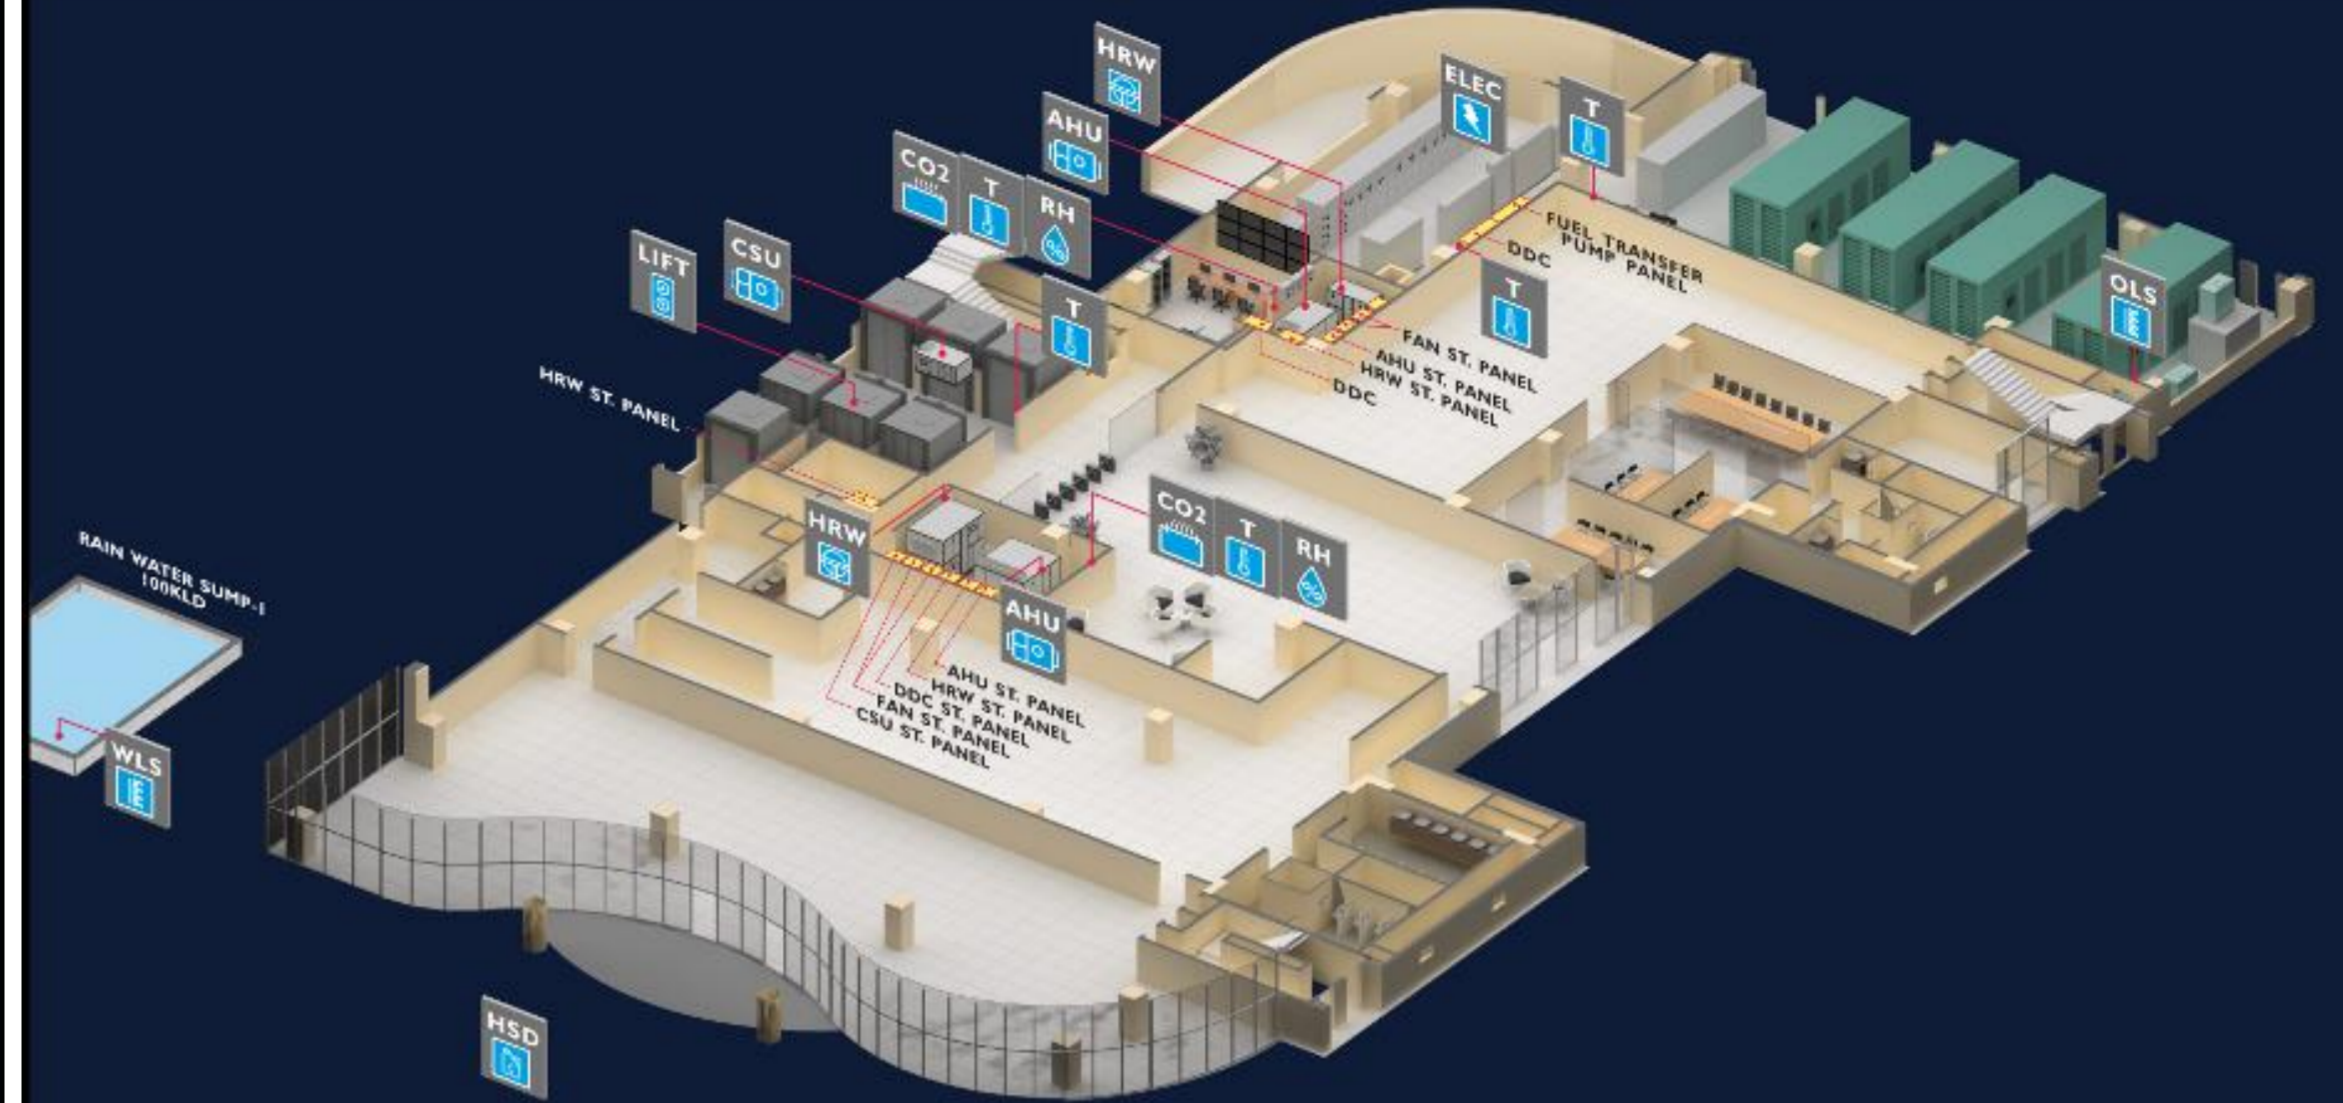 HRW
ELEC
T
AHU
CO2
T
RH
LIFT
CSU
T
FUEL TRANSFER
PUMP PANEL
DDC
T
OLS
FAN ST. PANEL
AHU ST. PANEL
HRW ST. PANEL
DDC
HRW ST. PANEL
HRW
CO2
T
RH
RAIN WATER SUMP-1
100KLD
AHU
AHU ST. PANEL
HRW ST. PANEL
DDC ST. PANEL
FAN ST. PANEL
CSU ST. PANEL
WLS
HSD